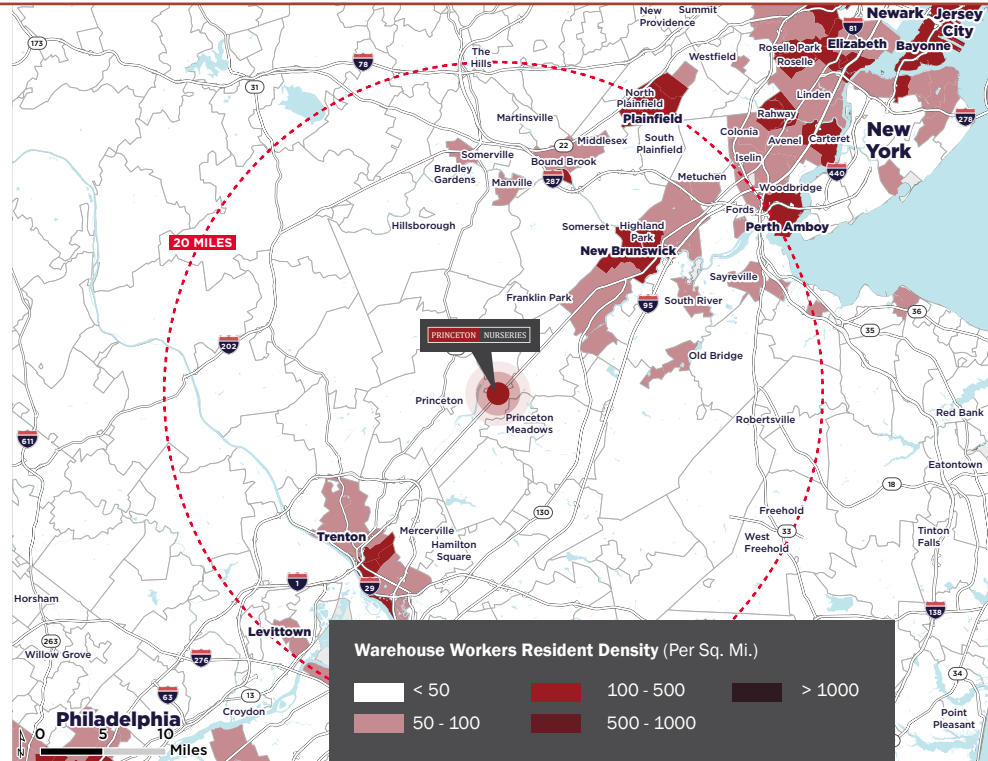 New
Providence
Summit
Newark
Jersey
City
81
173
The
Hills
78
31
Westfield
Roselle Park
Roselle
Elizabeth
Bayonne
North
Plainfield
Plainfield
Linden
Rahway
278
Martinsville
22
Middlesex
South
Plainfield
Colonia
Avenel
Carteret
New
York
Somerville
Bound Brook
Iselin
Bradley
Gardens
Manville
287
Metuchen
440
Woodbridge
Fords
Perth Amboy
Hillsborough
Somerset
Highland
Park
New Brunswick
20 MILES
Sayreville
Franklin Park
95
South River
36
35
PRINCETON NURSERIES
202
Old Bridge
Princeton
Princeton
Meadows
Robertsville
Red Bank
611
Eatontown
18
130
Freehold
33
West
Freehold
Tinton
Falls
Trenton
Mercerville
Hamilton
Square
1
29
Horsham
138
263
Willow Grove
Levittown
276
63
13
Croydon
34
Point
Pleasant
Philadelphia
N
0 5 10
Miles
Warehouse Workers Resident Density (Per Sq. Mi.)
< 50
100 - 500
> 1000
50 - 100
500 - 1000